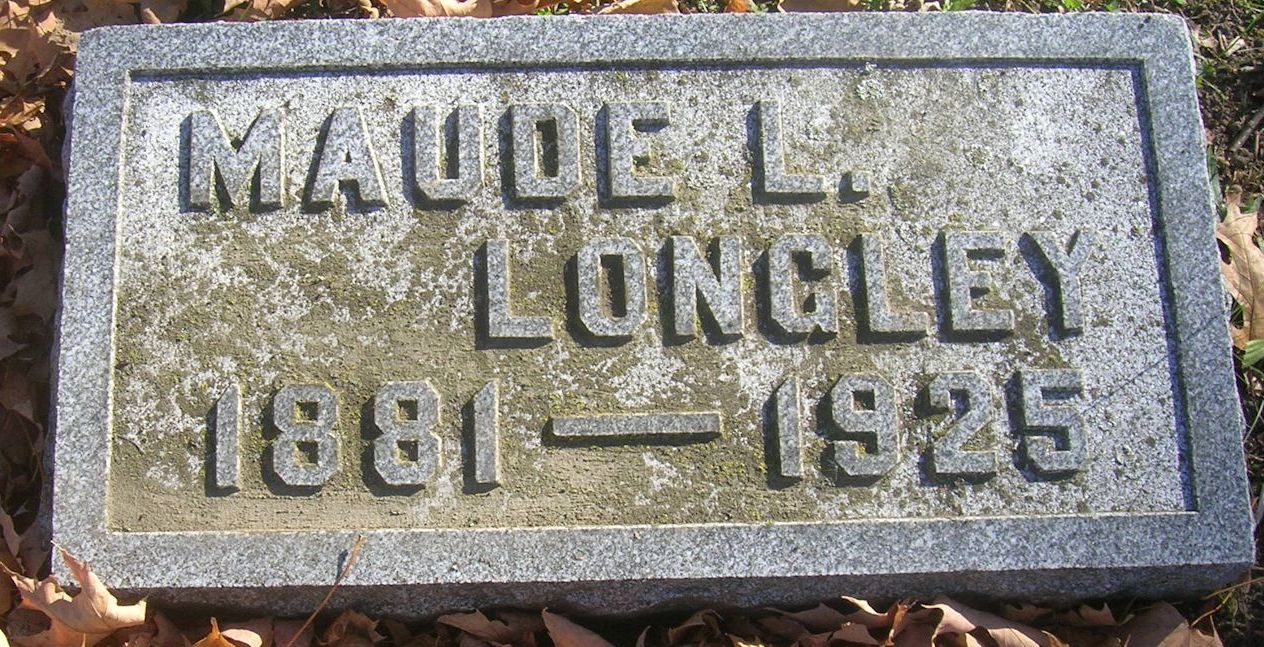 MAUDE L.
LONGLEY
1881 — 1925